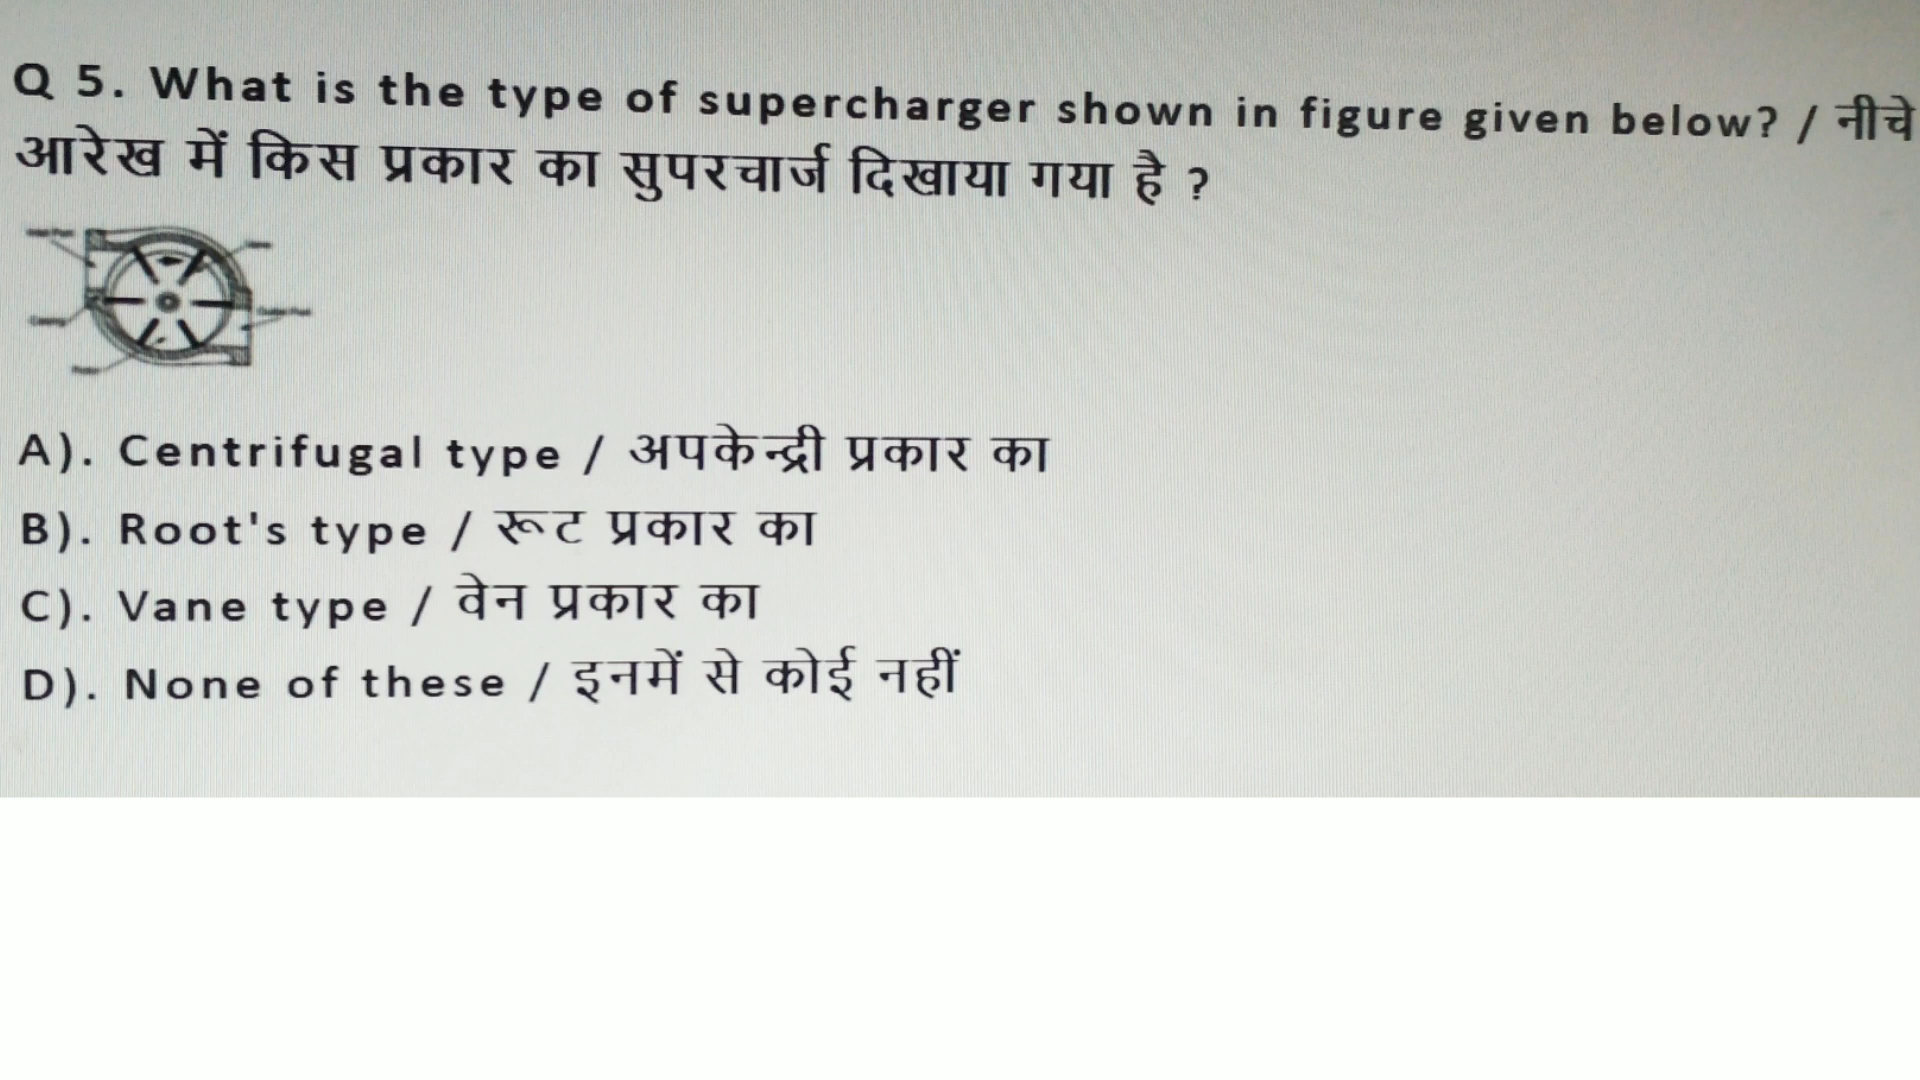 Q 5. What is the type of supercharger shown in figure given below? / नीचे
आरेख में किस प्रकार का सुपरचार्ज दिखाया गया है ?
A). Centrifugal type / अपकेन्द्री प्रकार का
B). Root's type / रूट प्रकार का
C). Vane type / वेन प्रकार का
D). None of these / इनमें से कोई नहीं